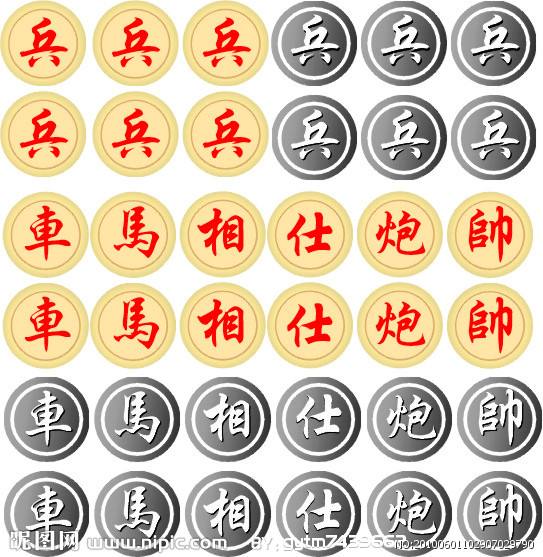 兵 兵 兵 兵 兵 兵
兵 兵 兵 兵 兵 兵
車 馬 相 仕 炮 帥
車 馬 相 仕 炮 帥
車 馬 相 仕 炮 帥
車 馬 相 仕 炮 帥
昵图网 www.nipic.com BY: gytm7433663 NO:20100601102907029790